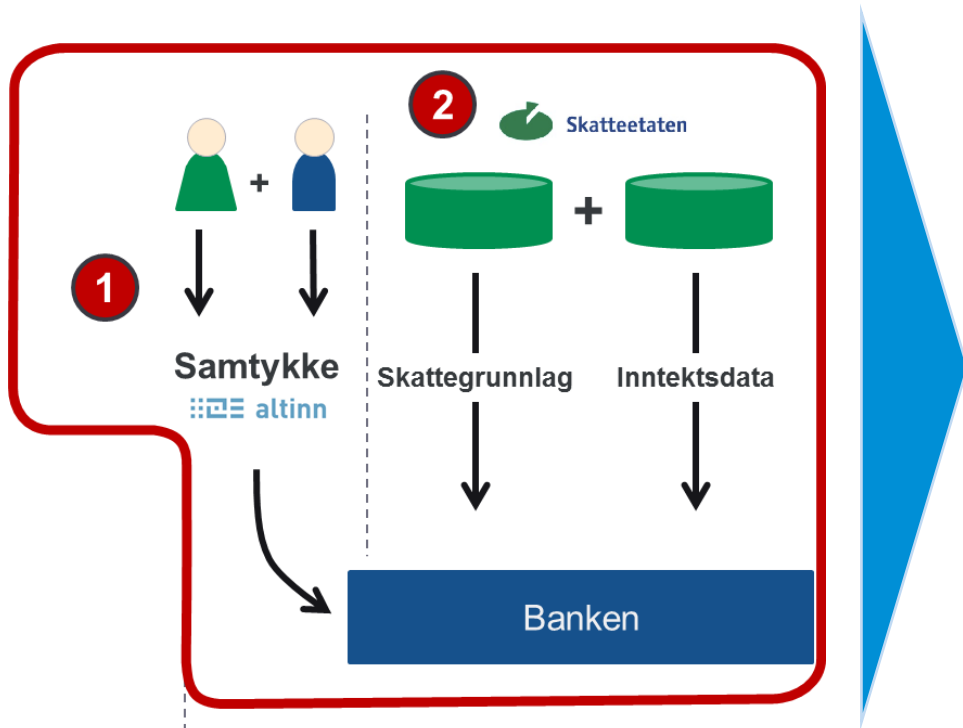 2
Skatteetaten
+
+
1
Samtykke
altinn
Skattegrunnlag
Inntektsdata
Banken